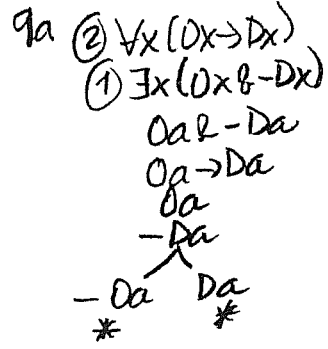 9a ② ∀x(Ox→Dx)
① ∃x(Ox & -Dx)
Oa & -Da
Oa→Da
Oa
-Da
-Oa Da
* *